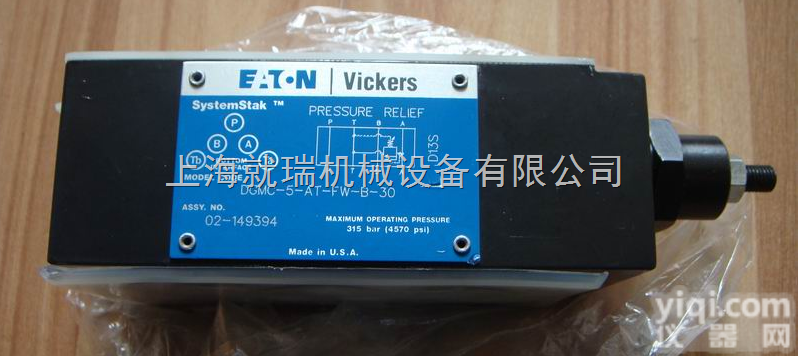 EATON Vickers
SystemStak ™
PRESSURE RELIEF
P T B A
P
B A
Tb
D13S
上海就瑞机械设备有限公司
DGMC-5-AT-FW-B-30
ASSY. NO.
02-149394
MAXIMUM OPERATING PRESSURE
315 bar (4570 psi)
Made in U.S.A.
yiqi.com
仪器网